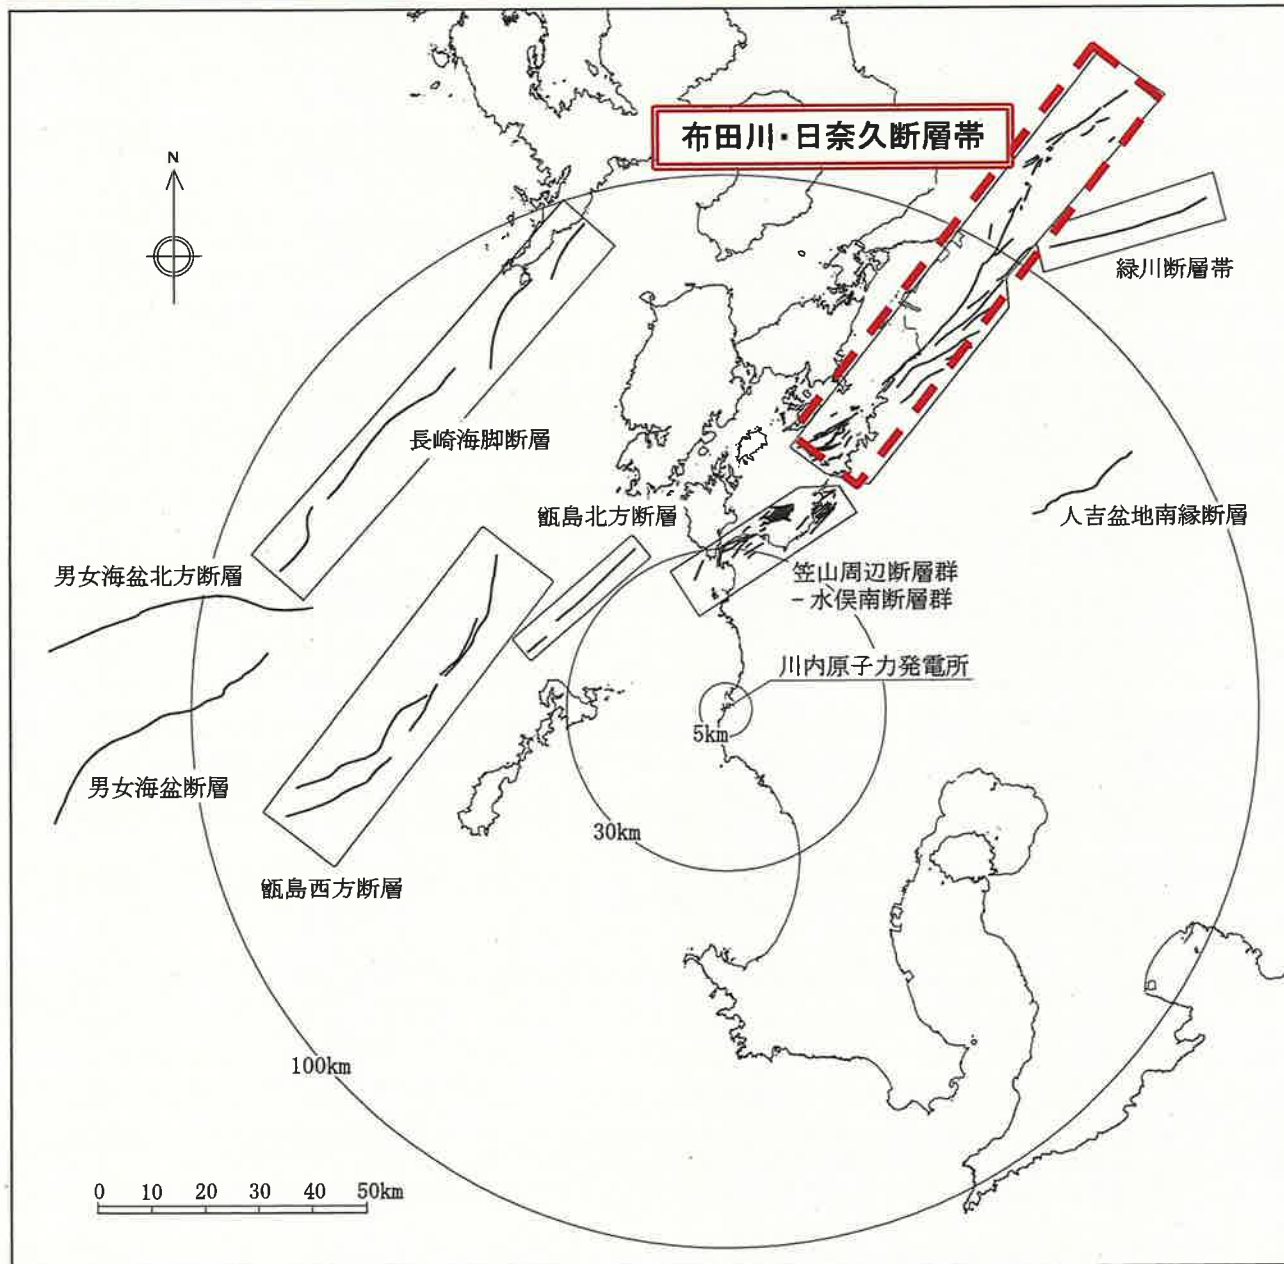 布田川・日奈久断層帯
N
緑川断層帯
長崎海脚断層
甑島北方断層
人吉盆地南縁断層
男女海盆北方断層
笠山周辺断層群
－水俣南断層群
川内原子力発電所
5km
男女海盆断層
30km
甑島西方断層
100km
0 10 20 30 40 50km